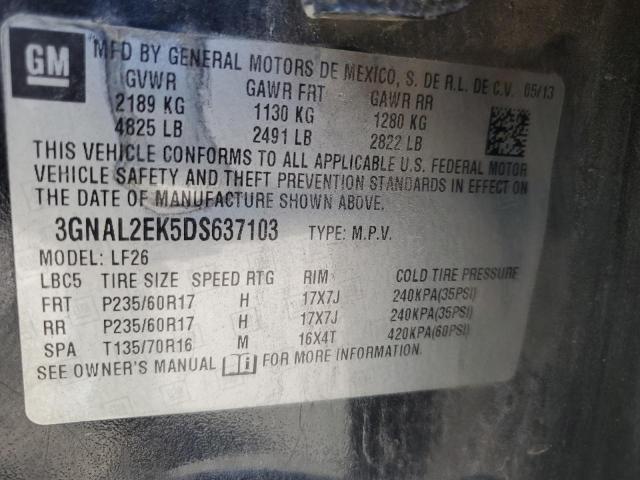 GM
MFD BY GENERAL MOTORS DE MEXICO, S. DE R.L. DE C.V. 05/13
GVWR GAWR FRT GAWR RR
2189 KG 1130 KG 1280 KG
4825 LB 2491 LB 2822 LB
THIS VEHICLE CONFORMS TO ALL APPLICABLE U.S. FEDERAL MOTOR
VEHICLE SAFETY AND THEFT PREVENTION STANDARDS IN EFFECT ON
THE DATE OF MANUFACTURE SHOWN ABOVE.
3GNAL2EK5DS637103 TYPE: M.P.V.
MODEL: LF26
LBC5 TIRE SIZE SPEED RTG RIM COLD TIRE PRESSURE
FRT P235/60R17 H 17X7J 240KPA(35PSI)
RR P235/60R17 H 17X7J 240KPA(35PSI)
SPA T135/70R16 M 16X4T 420KPA(60PSI)
SEE OWNER'S MANUAL FOR MORE INFORMATION.